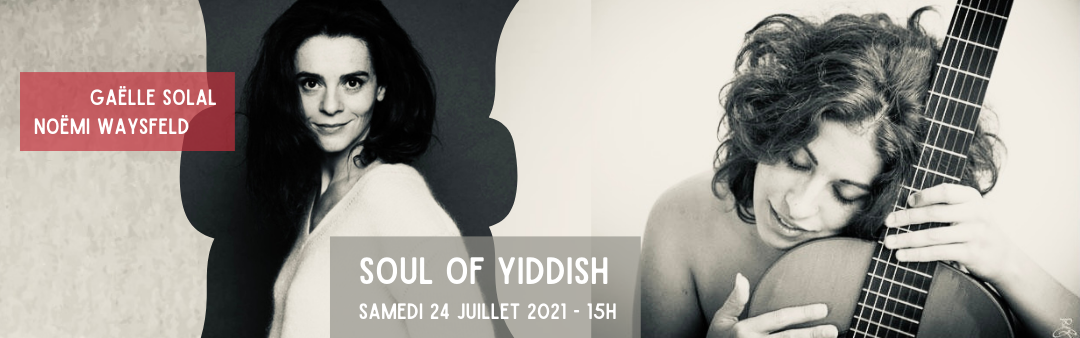 GAËLLE SOLAL
NOËMI WAYSFELD
SOUL OF YIDDISH
SAMEDI 24 JUILLET 2021 - 15H